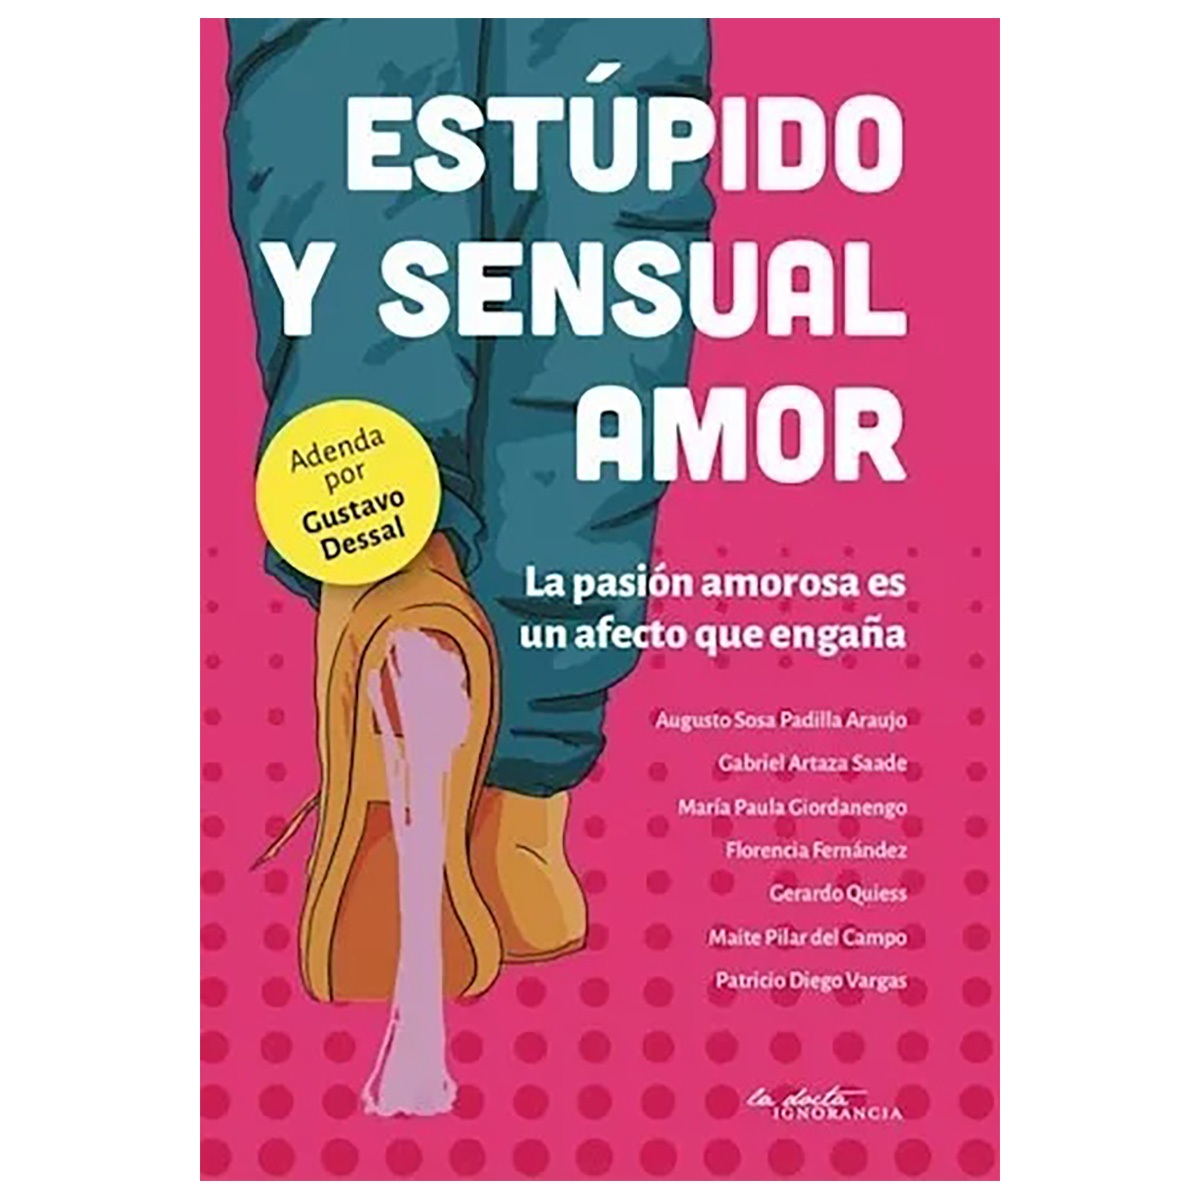 ESTÚPIDO
Y SENSUAL
AMOR
Adenda
por
Gustavo
Dessal
La pasión amorosa es
un afecto que engaña
Augusto Sosa Padilla Araujo
Gabriel Artaza Saade
María Paula Giordanengo
Florencia Fernández
Gerardo Quiess
Maite Pilar del Campo
Patricio Diego Vargas
la docta
IGNORANCIA